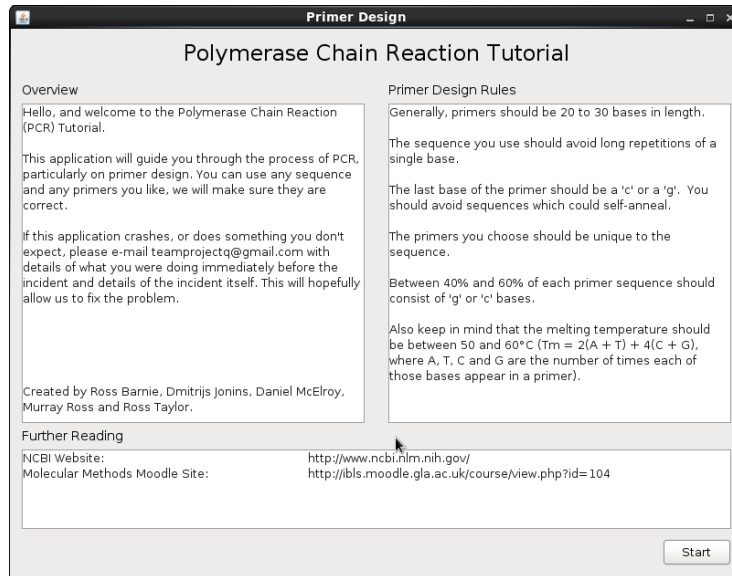 Primer Design
Polymerase Chain Reaction Tutorial
Overview
Hello, and welcome to the Polymerase Chain Reaction
(PCR) Tutorial.
This application will guide you through the process of PCR,
particularly on primer design. You can use any sequence
and any primers you like, we will make sure they are
correct.
If this application crashes, or does something you don't
expect, please e-mail teamprojectq@gmail.com with
details of what you were doing immediately before the
incident and details of the incident itself. This will hopefully
allow us to fix the problem.
Created by Ross Barnie, Dmitrijs Jonins, Daniel McElroy,
Murray Ross and Ross Taylor.
Primer Design Rules
Generally, primers should be 20 to 30 bases in length.
The sequence you use should avoid long repetitions of a
single base.
The last base of the primer should be a 'c' or a 'g'.  You
should avoid sequences which could self-anneal.
The primers you choose should be unique to the
sequence.
Between 40% and 60% of each primer sequence should
consist of 'g' or 'c' bases.
Also keep in mind that the melting temperature should
be between 50 and 60°C (Tm = 2(A + T) + 4(C + G),
where A, T, C and G are the number of times each of
those bases appear in a primer).
Further Reading
NCBI Website: http://www.ncbi.nlm.nih.gov/
Molecular Methods Moodle Site: http://ibls.moodle.gla.ac.uk/course/view.php?id=104
Start